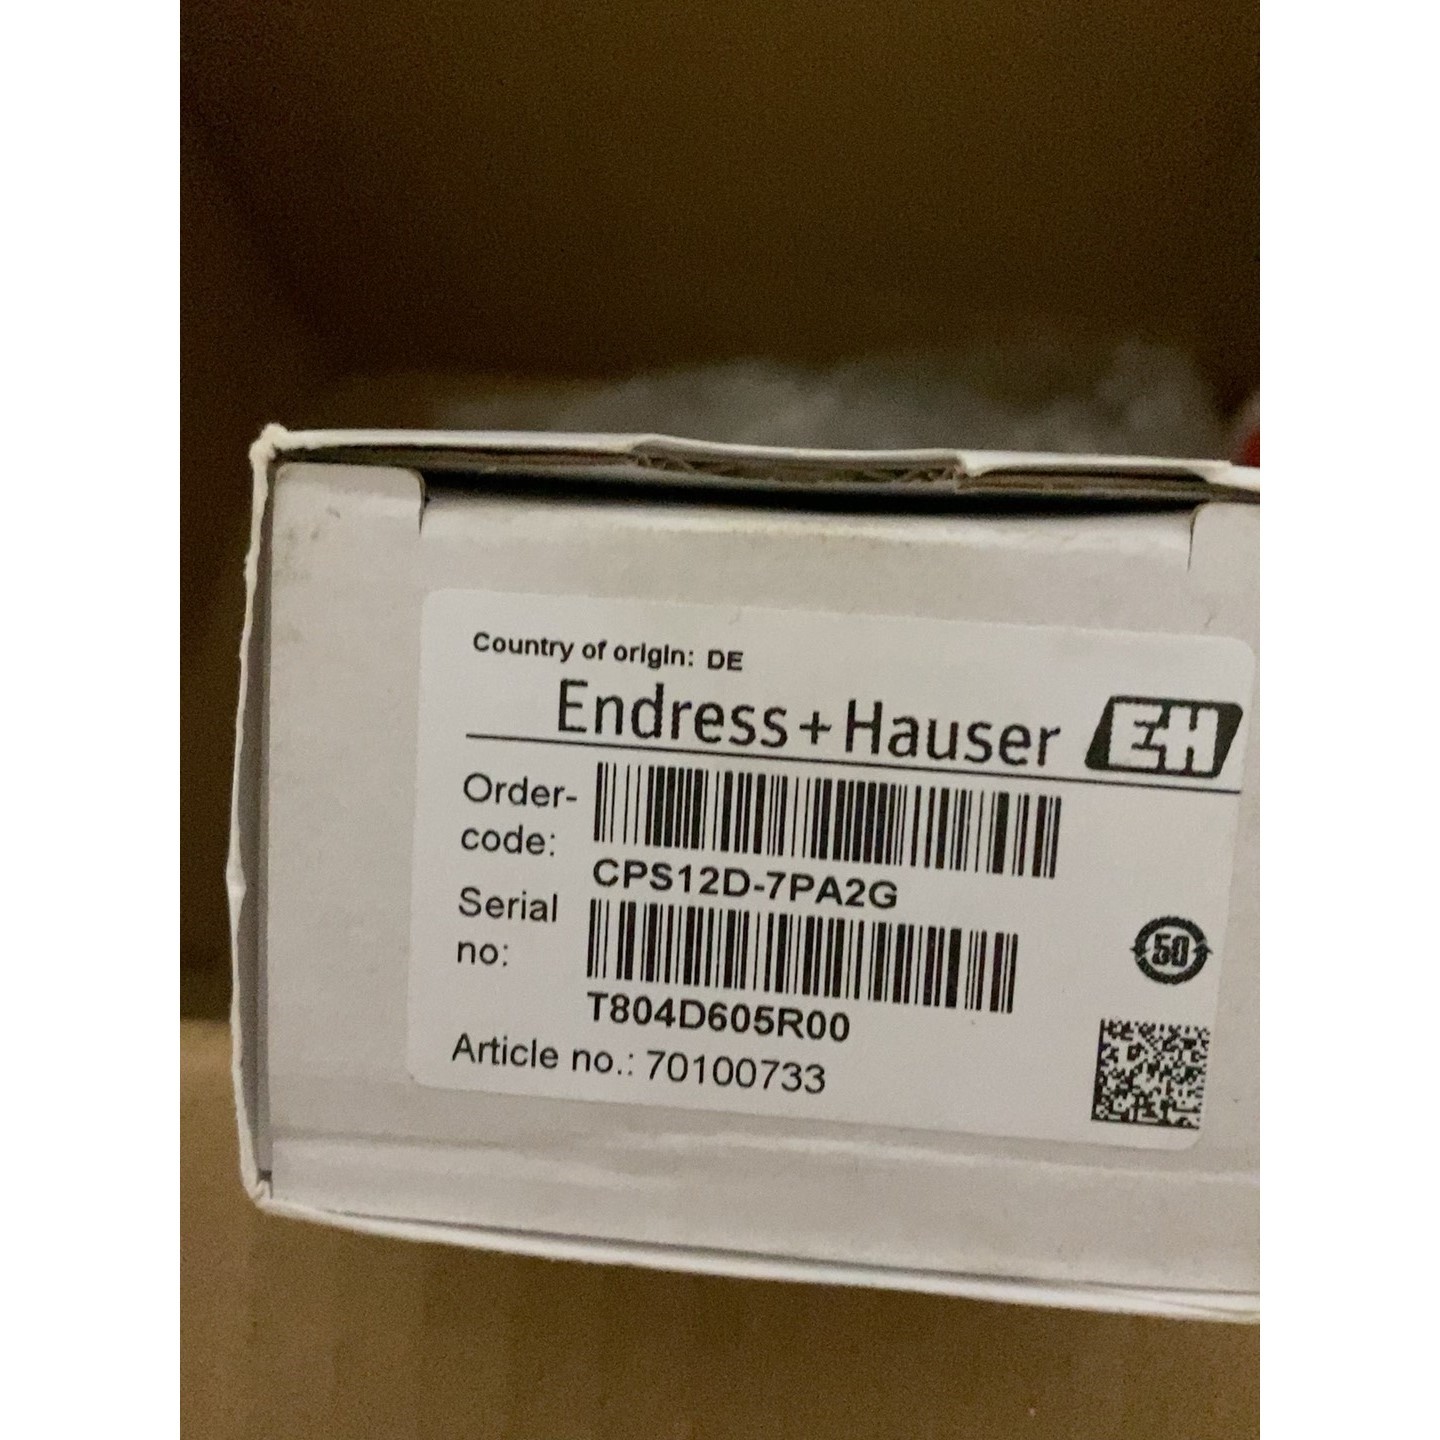 Country of origin: DE
Endress+Hauser EH
Order-
code:
CPS12D-7PA2G
Serial
no:
50
T804D605R00
Article no.: 70100733